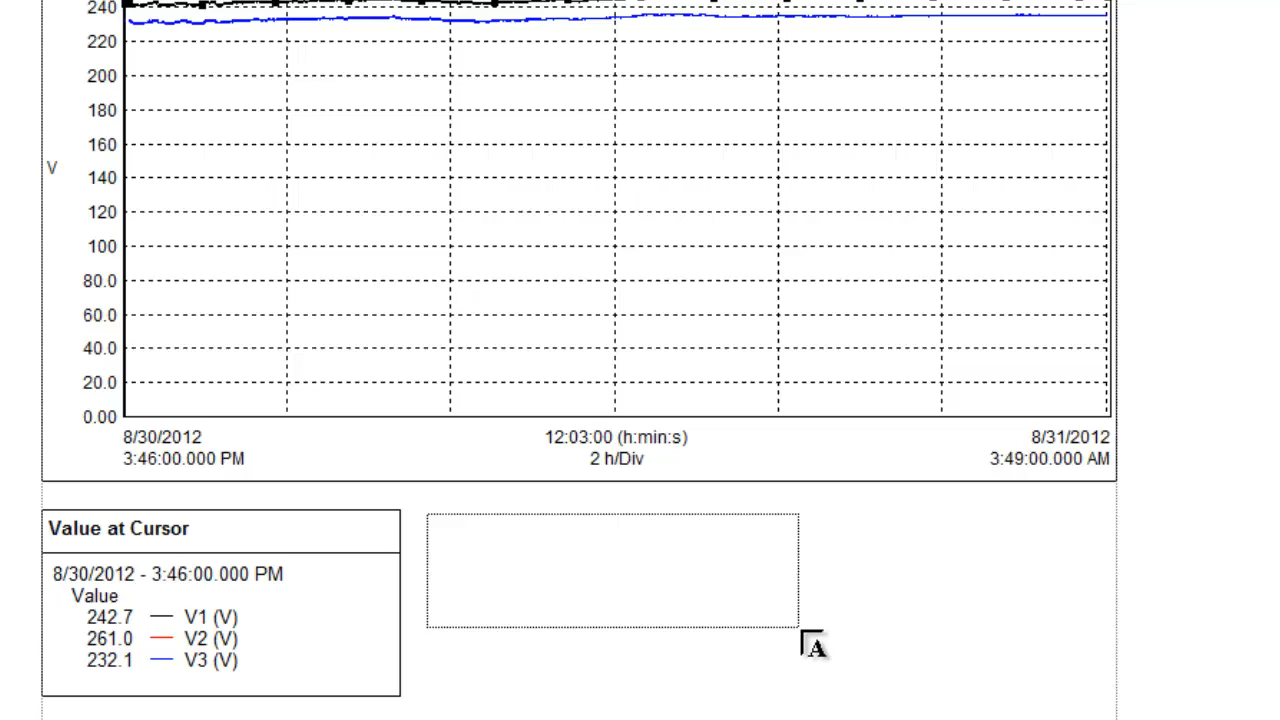 240
220
200
180
160
V
140
120
100
80.0
60.0
40.0
20.0
0.00
8/30/2012 12:03:00 (h:min:s) 8/31/2012
3:46:00.000 PM 2 h/Div 3:49:00.000 AM
Value at Cursor
8/30/2012 - 3:46:00.000 PM
Value
242.7 V1 (V)
261.0 V2 (V)
232.1 V3 (V)
A